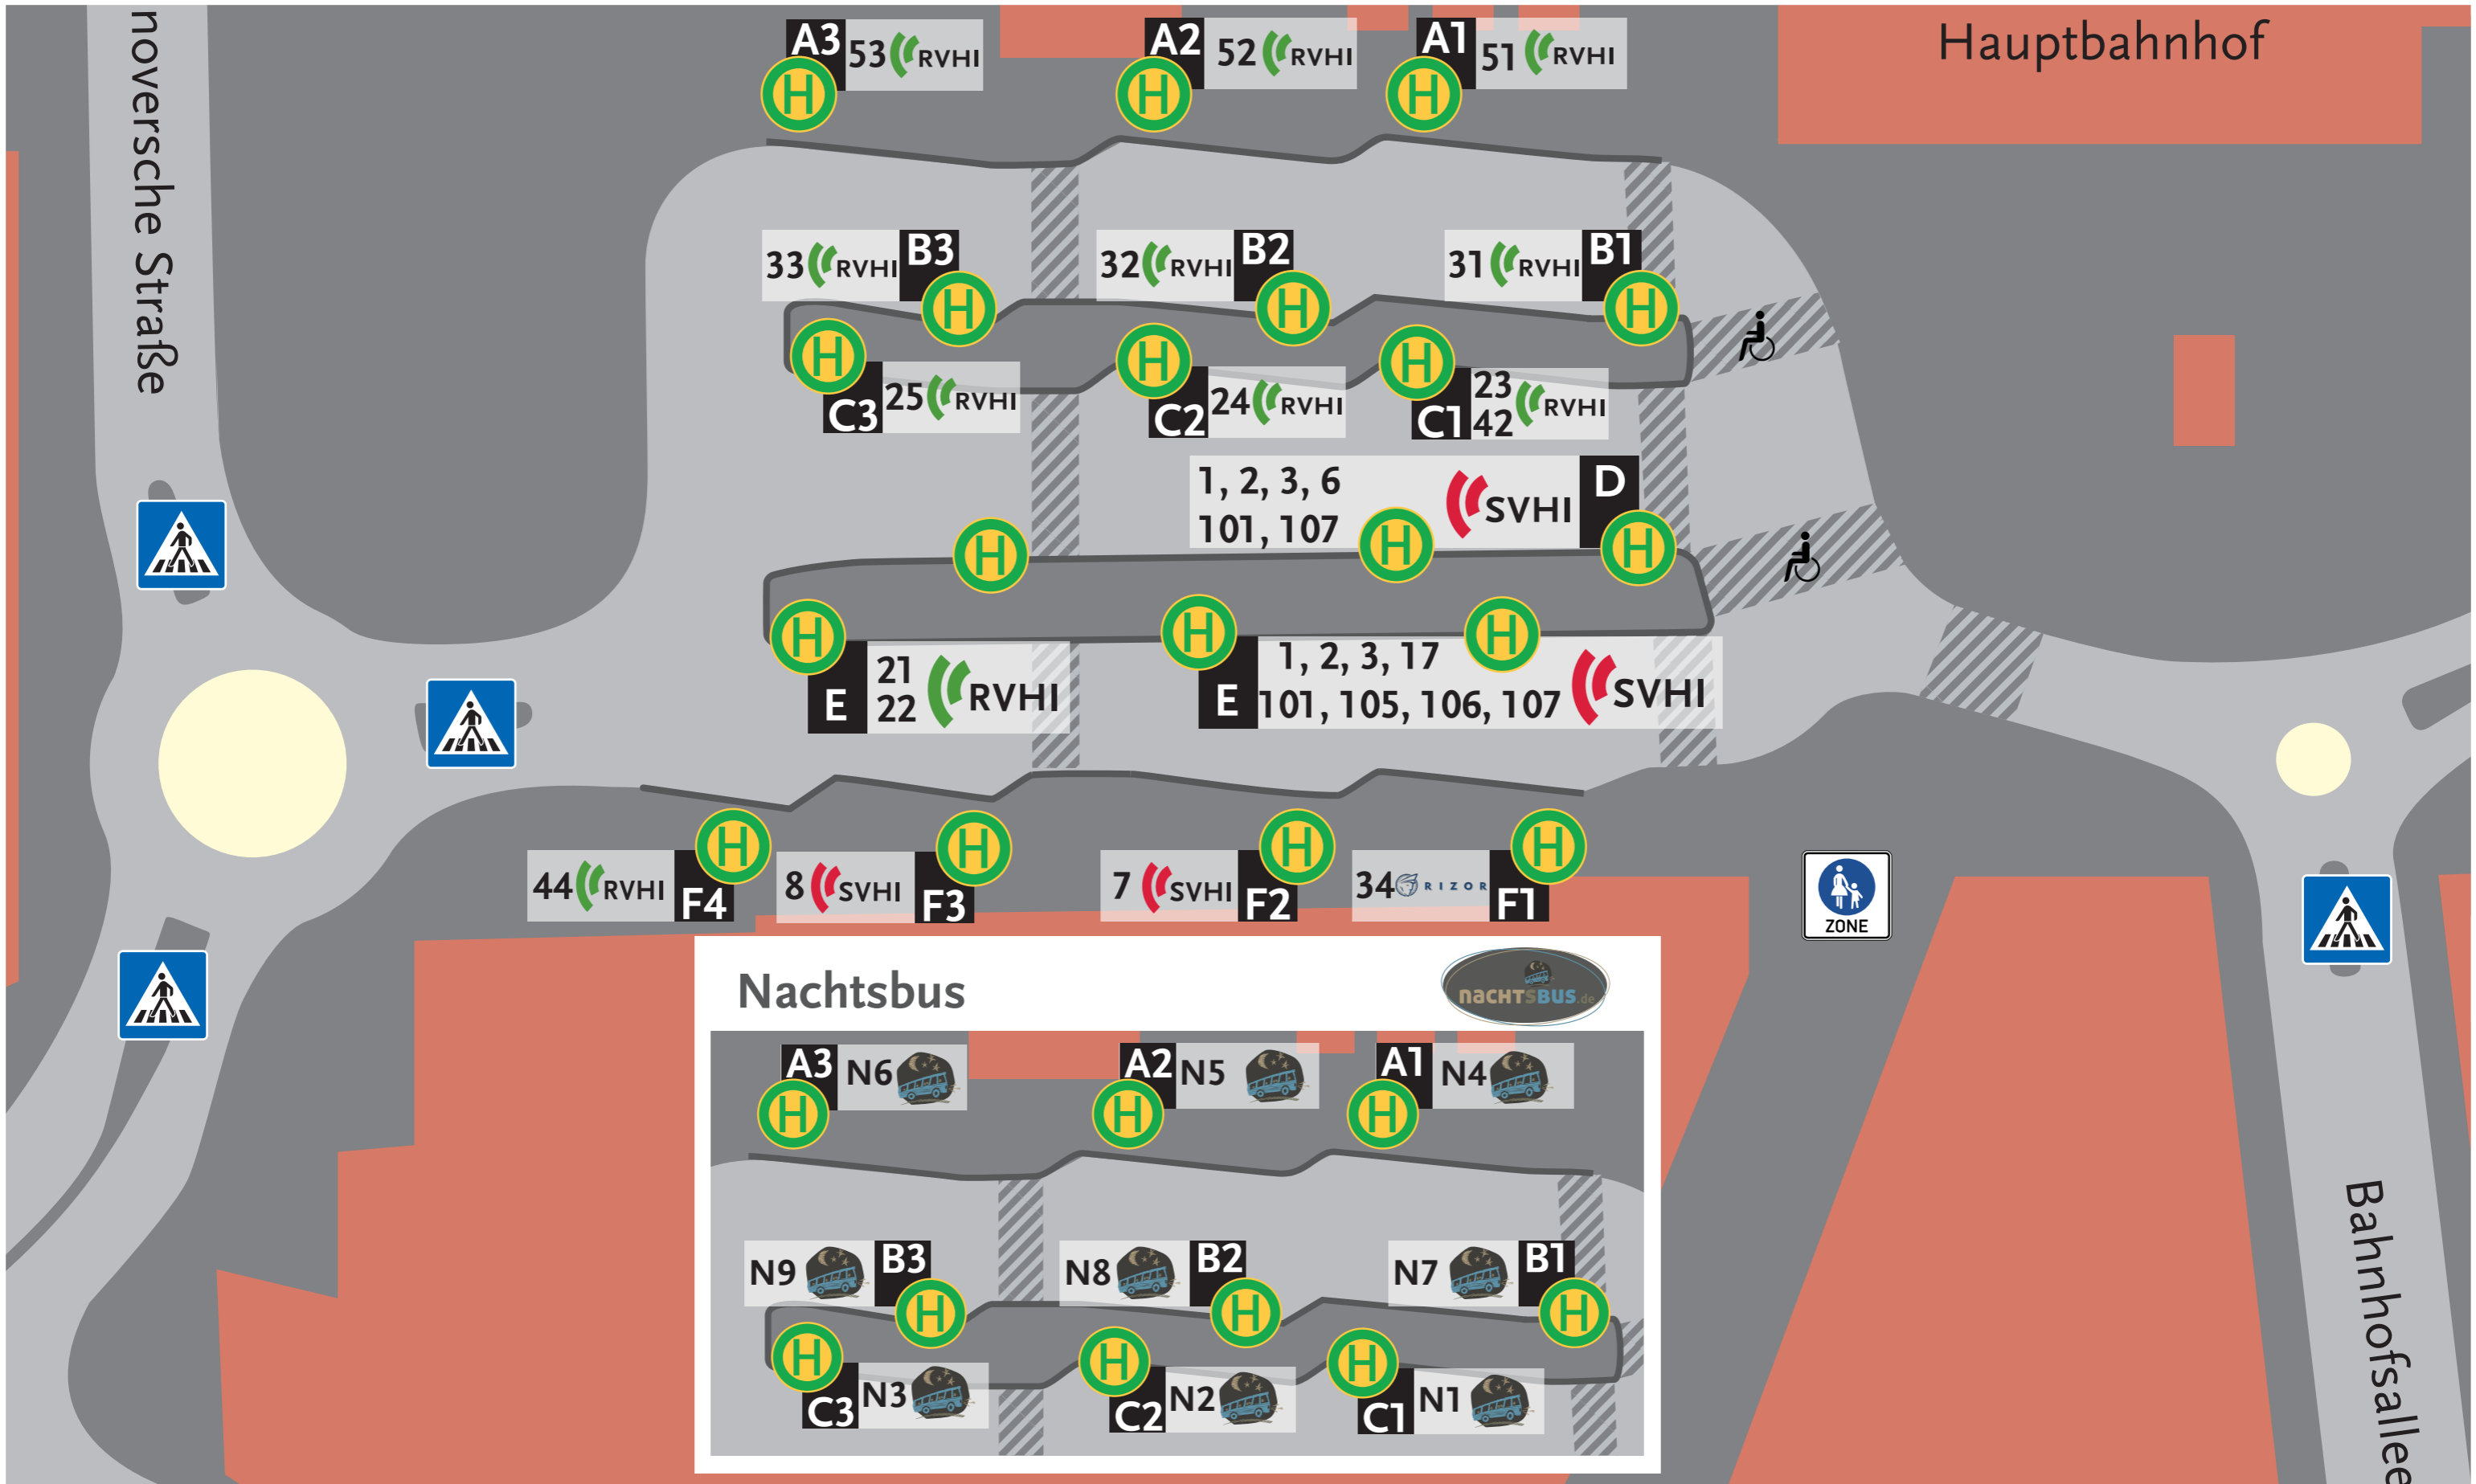 Hauptbahnhof
noversche Straße
A3 53 RVHI
A2 52 RVHI
A1 51 RVHI
33 RVHI B3
32 RVHI B2
31 RVHI B1
C3 25 RVHI
C2 24 RVHI
C1 23 42 RVHI
1, 2, 3, 6
101, 107
SVHI D
E 21 22 RVHI
E
1, 2, 3, 17
101, 105, 106, 107
SVHI
44 RVHI F4
8 SVHI F3
7 SVHI F2
34 RIZOR F1
ZONE
Nachtsbus
NACHTSBUS.de
A3 N6
A2 N5
A1 N4
N9 B3
N8 B2
N7 B1
C3 N3
C2 N2
C1 N1
Bahnhofsallee